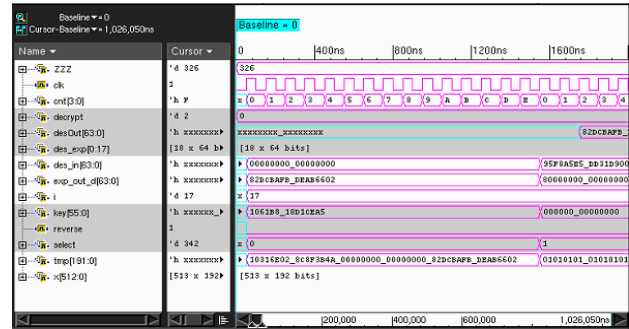 Baseline = 0
Cursor-Baseline = 1,026,050ns
Baseline = 0
Name Cursor 0 400ns 800ns 1200ns 1600ns
ZZZ 'd 326 326
clk 1
cnt[3:0] 'h F x 0 1 2 3 4 5 6 7 8 9 A B C D E 0 1 2 3 4
decrypt 'd 2 0
desOut[63:0] 'h xxxxxxx xxxxxxxx_xxxxxxxx 82DCBAFB_
des_exp[0:17] [18 x 64 b [18 x 64 bits]
des_in[63:0] 'h xxxxxxx 00000000_00000000 95F8A5E5_DD31D900
exp_out_d[63:0] 'h xxxxxxx 82DCBAFB_DEAB6602 80000000_00000000
i 'd 17 x 17
key[55:0] 'h xxxxxx_ 1061B8_18D1CEA5 000000_00000000
reverse 1
select 'd 342 x 0 1
tmp[191:0] 'h xxxxxxx 10316E02_8C8F3B4A_00000000_00000000_82DCBAFB_DEAB6602 01010101_01010101
x[512:0] [513 x 192 [513 x 192 bits]
0 200,000 400,000 600,000 1,026,050ns